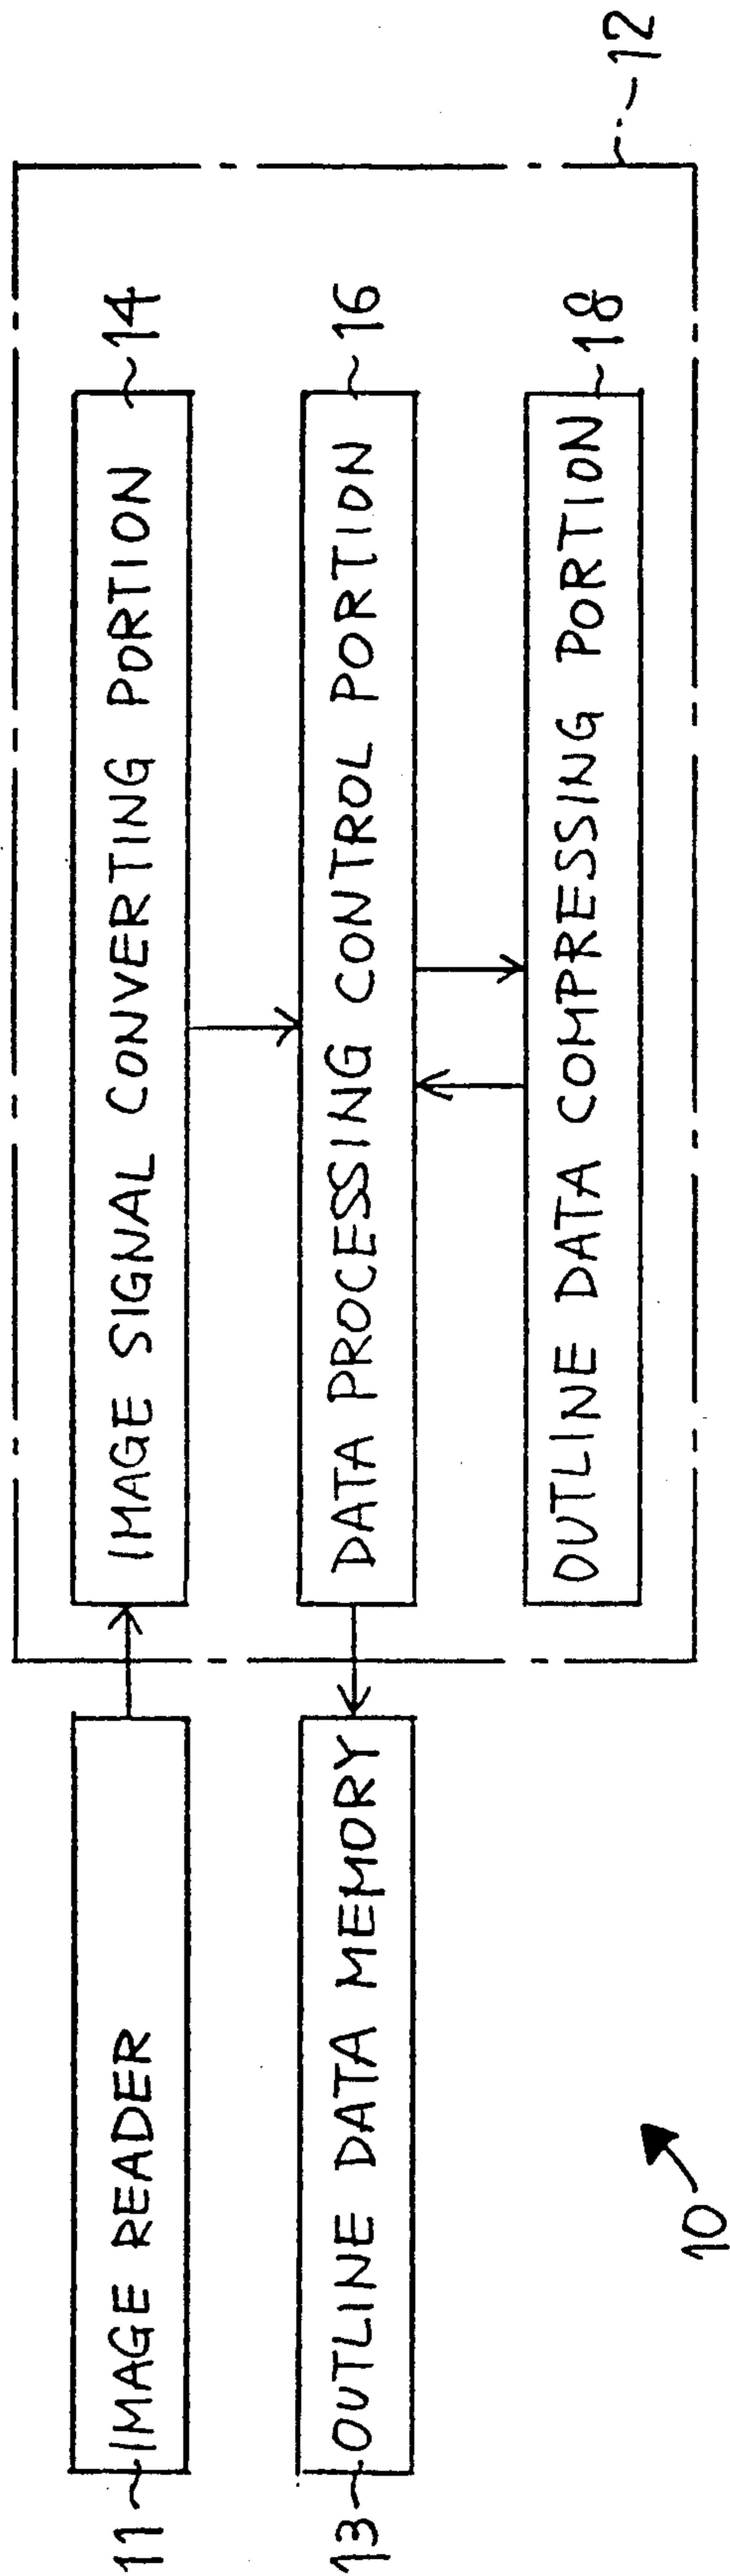 11 IMAGE READER
IMAGE SIGNAL CONVERTING PORTION 14
13 OUTLINE DATA MEMORY
DATA PROCESSING CONTROL PORTION 16
OUTLINE DATA COMPRESSING PORTION 18
12
10